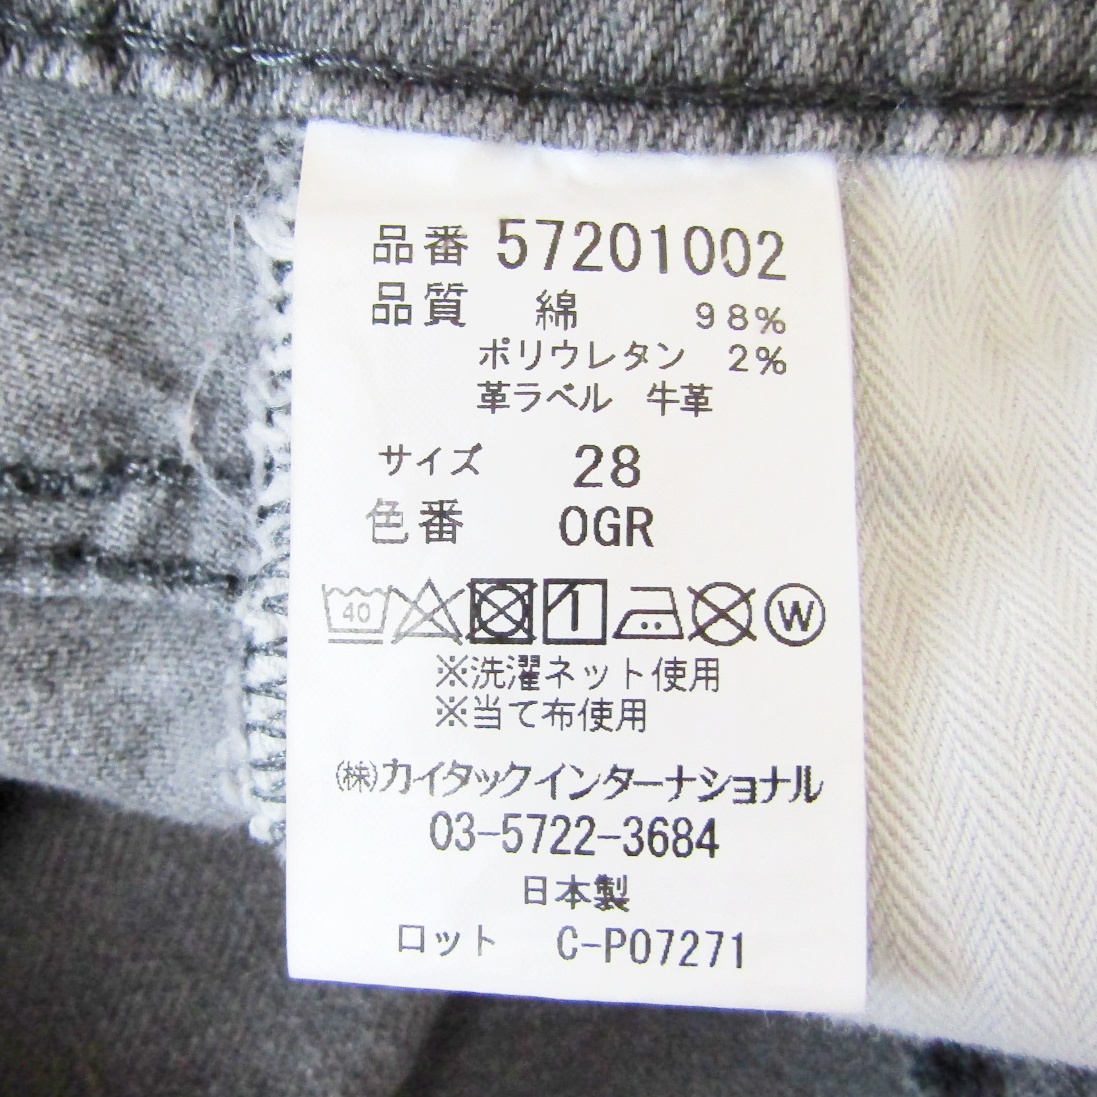 品番 57201002
品質 綿 98%
ポリウレタン 2%
革ラベル 牛革
サイズ 28
色番 OGR
40 W
※洗濯ネット使用
※当て布使用
㈱カイタックインターナショナル
03-5722-3684
日本製
ロット C-P07271